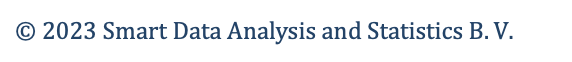 © 2023 Smart Data Analysis and Statistics B. V.